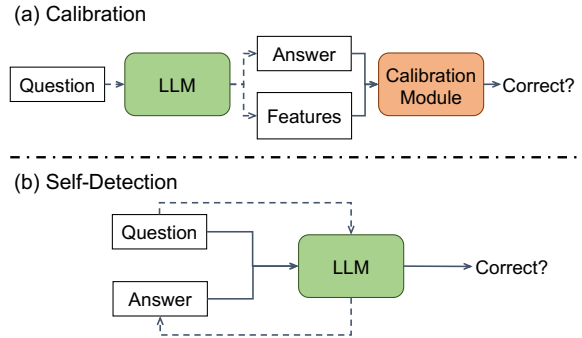 (a) Calibration
Question
LLM
Answer
Features
Calibration
Module
Correct?
(b) Self-Detection
Question
Answer
LLM
Correct?